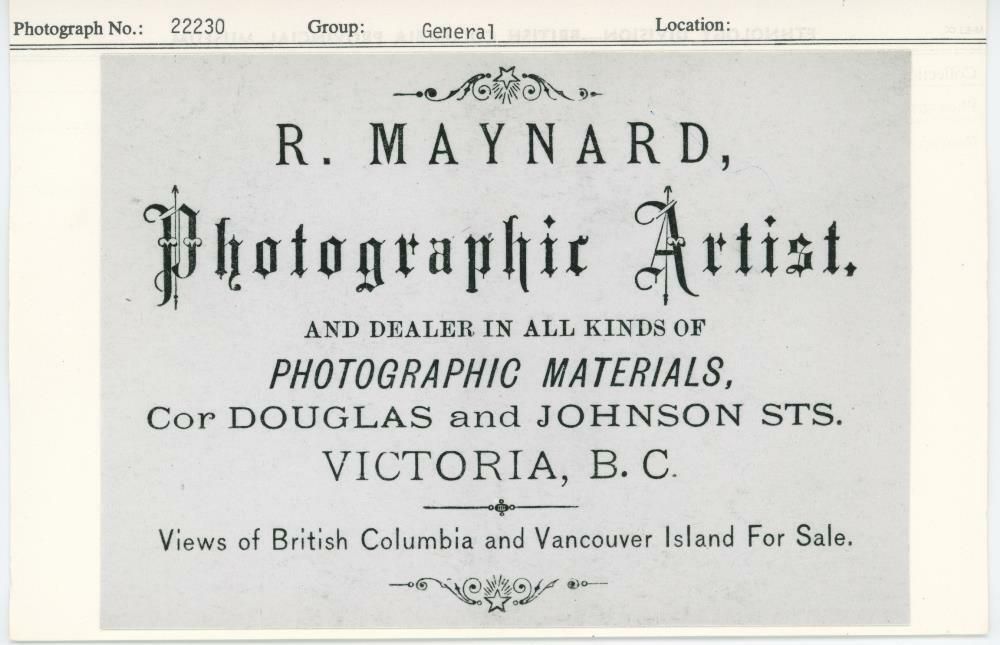 Photograph No.: 22230 Group: General Location:
R. MAYNARD,
Photographic Artist.
AND DEALER IN ALL KINDS OF
PHOTOGRAPHIC MATERIALS,
Cor DOUGLAS and JOHNSON STS.
VICTORIA, B. C.
Views of British Columbia and Vancouver Island For Sale.